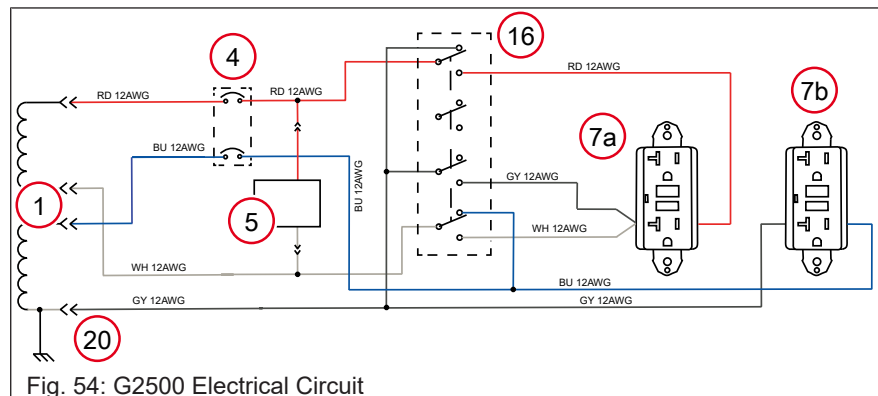 16
4
7b
RD 12AWG
RD 12AWG
RD 12AWG
7a
BU 12AWG
BU 12AWG
GY 12AWG
1
5
WH 12AWG
WH 12AWG
BU 12AWG
GY 12AWG
GY 12AWG
20
Fig. 54: G2500 Electrical Circuit